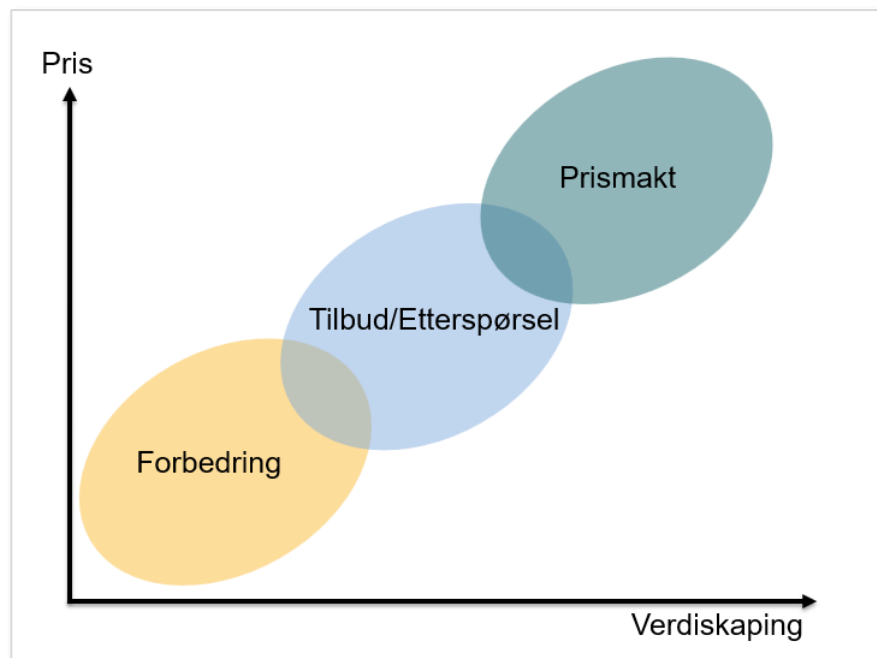 Pris
Prismakt
Tilbud/Etterspørsel
Forbedring
Verdiskaping